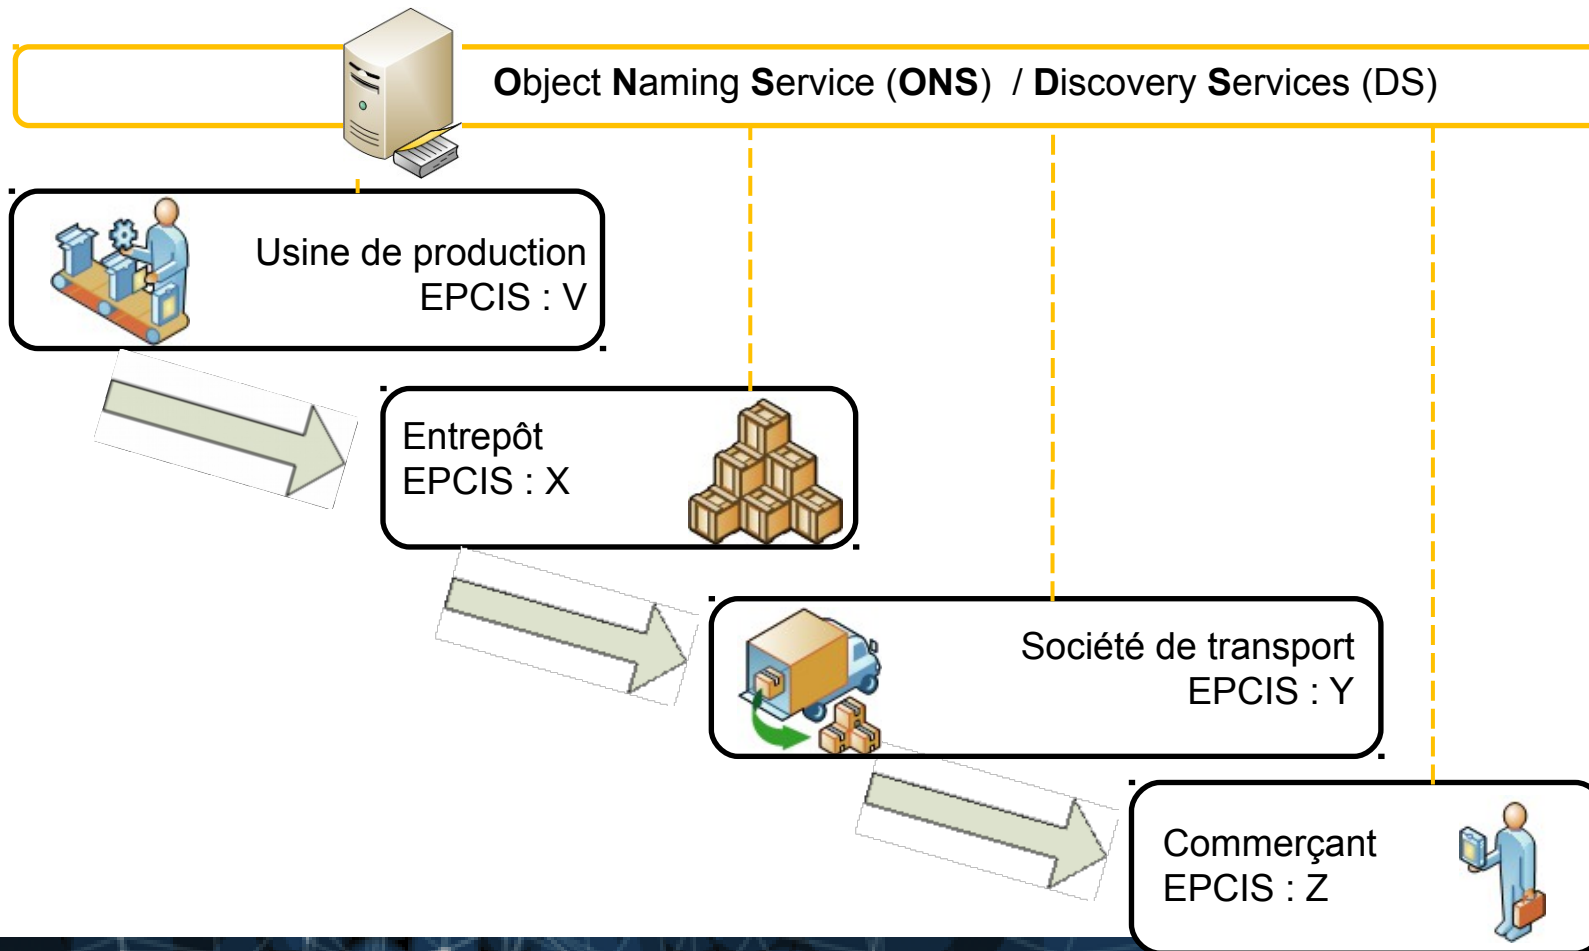 Object Naming Service (ONS) / Discovery Services (DS)
Usine de production
EPCIS : V
Entrepôt
EPCIS : X
Société de transport
EPCIS : Y
Commerçant
EPCIS : Z